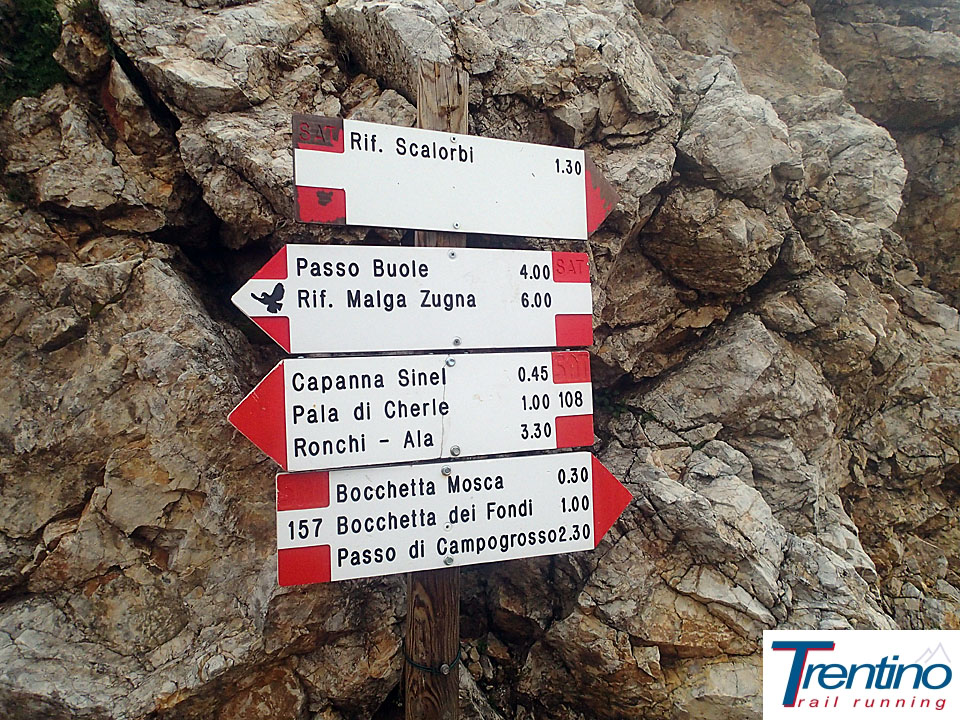 SAT Rif. Scalorbi 1.30
Passo Buole 4.00 SAT
Rif. Malga Zugna 6.00
Capanna Sinel 0.45 SAT
Pala di Cherle 1.00 108
Ronchi - Ala 3.30
Bocchetta Mosca 0.30
157 Bocchetta dei Fondi 1.00
Passo di Campogrosso 2.30
Trentino
Trail running